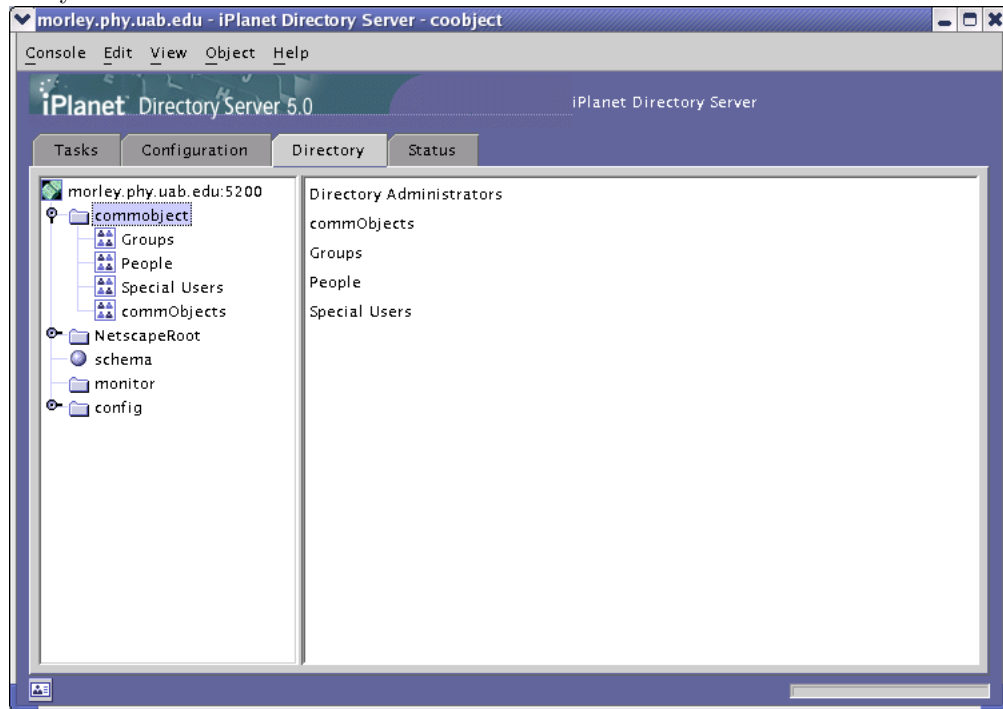 morley.phy.uab.edu - iPlanet Directory Server - coobject
Console Edit View Object Help
iPlanet Directory Server 5.0
iPlanet Directory Server
Tasks Configuration Directory Status
morley.phy.uab.edu:5200
commobject
Groups
People
Special Users
commObjects
NetscapeRoot
schema
monitor
config
Directory Administrators
commObjects
Groups
People
Special Users